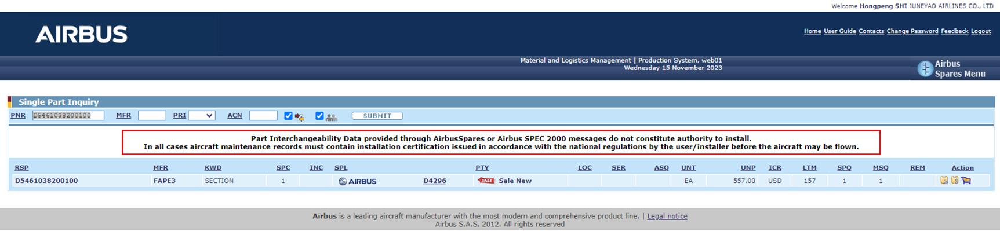 Welcome Hongpeng SHI JUNEYAO AIRLINES CO., LTD
AIRBUS
Home User Guide Contacts Change Password Feedback Logout
Material and Logistics Management | Production System, web01
Wednesday 15 November 2023
Airbus
Spares Menu
Single Part Inquiry
PNR D5461038200100 MFR PRI ACN SUBMIT
Part Interchangeability Data provided through AirbusSpares or Airbus SPEC 2000 messages do not constitute authority to install.
In all cases aircraft maintenance records must contain installation certification issued in accordance with the national regulations by the user/installer before the aircraft may be flown.
RSP MFR KWD SPC INC SPL PTY LOC SER ASQ UNT UNP ICR LTM SPQ MSQ REM Action
D5461038200100 FAPE3 SECTION 1 AIRBUS D4296 SALE Sale New EA 557.00 USD 157 1 1
Airbus is a leading aircraft manufacturer with the most modern and comprehensive product line. | Legal notice
Airbus S.A.S. 2012. All rights reserved